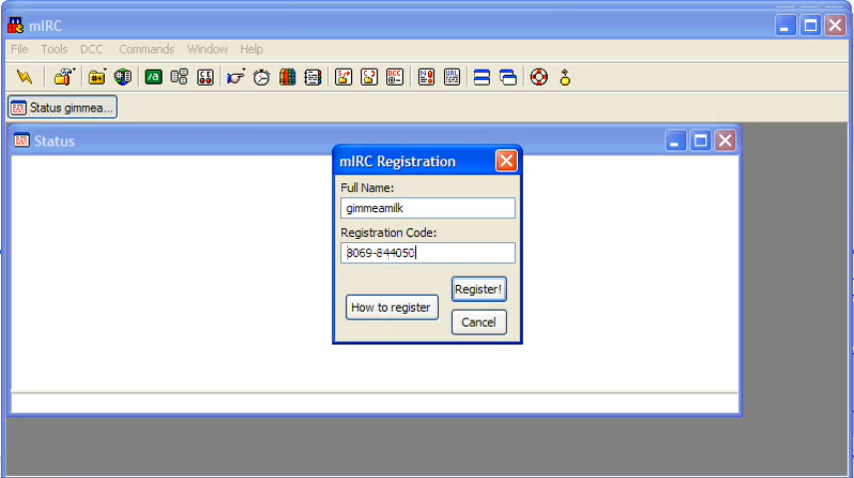 mIRC
File Tools DCC Commands Window Help
Status gimmea...
Status
mIRC Registration
Full Name:
gimmeamilk
Registration Code:
8069-844050
How to register
Register!
Cancel